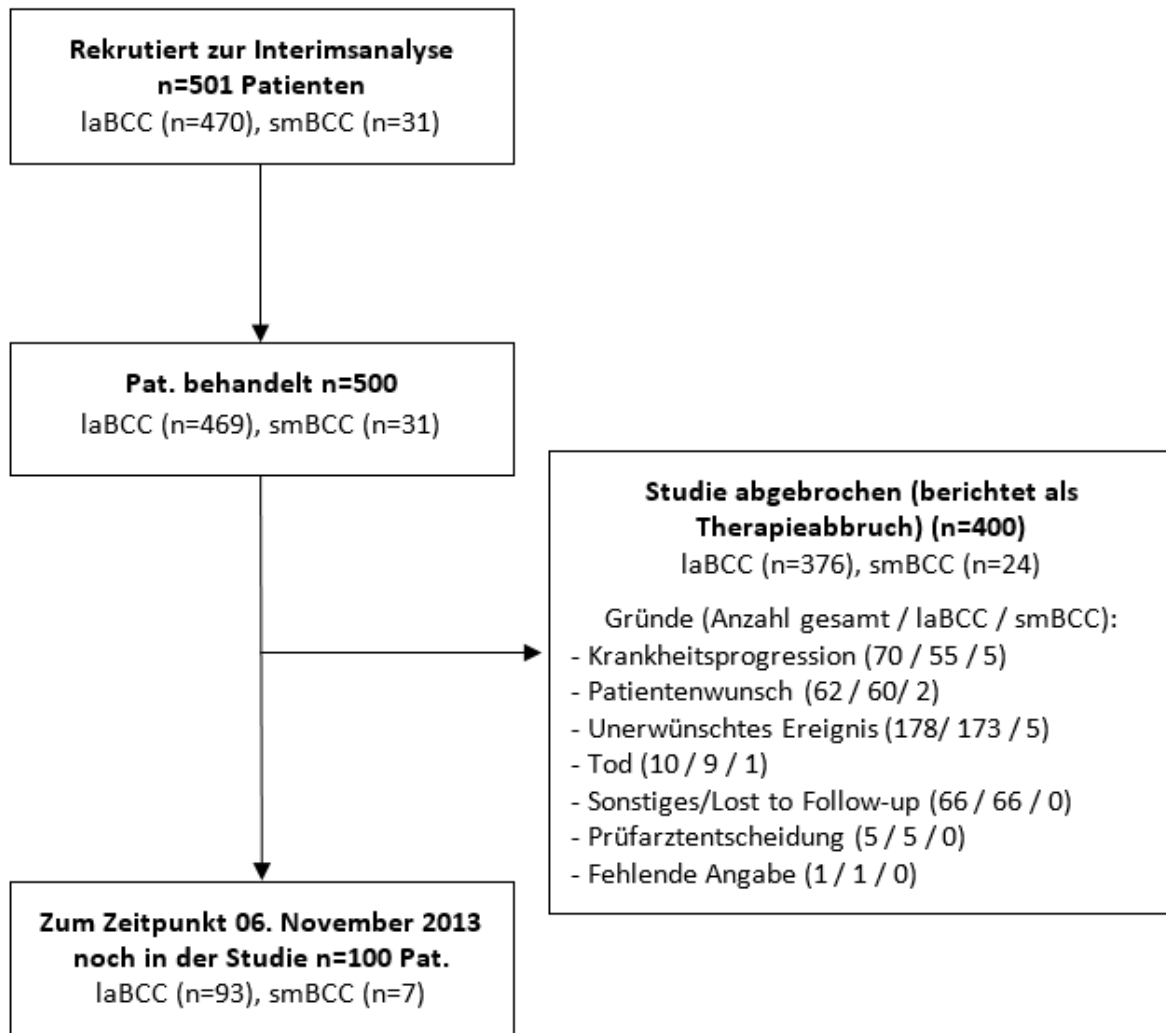 Rekrutiert zur Interimsanalyse
n=501 Patienten
laBCC (n=470), smBCC (n=31)
Pat. behandelt n=500
laBCC (n=469), smBCC (n=31)
Studie abgebrochen (berichtet als
Therapieabbruch) (n=400)
laBCC (n=376), smBCC (n=24)
Gründe (Anzahl gesamt / laBCC / smBCC):
- Krankheitsprogression (70 / 55 / 5)
- Patientenwunsch (62 / 60/ 2)
- Unerwünschtes Ereignis (178/ 173 / 5)
- Tod (10 / 9 / 1)
- Sonstiges/Lost to Follow-up (66 / 66 / 0)
- Prüfarztentscheidung (5 / 5 / 0)
- Fehlende Angabe (1 / 1 / 0)
Zum Zeitpunkt 06. November 2013
noch in der Studie n=100 Pat.
laBCC (n=93), smBCC (n=7)